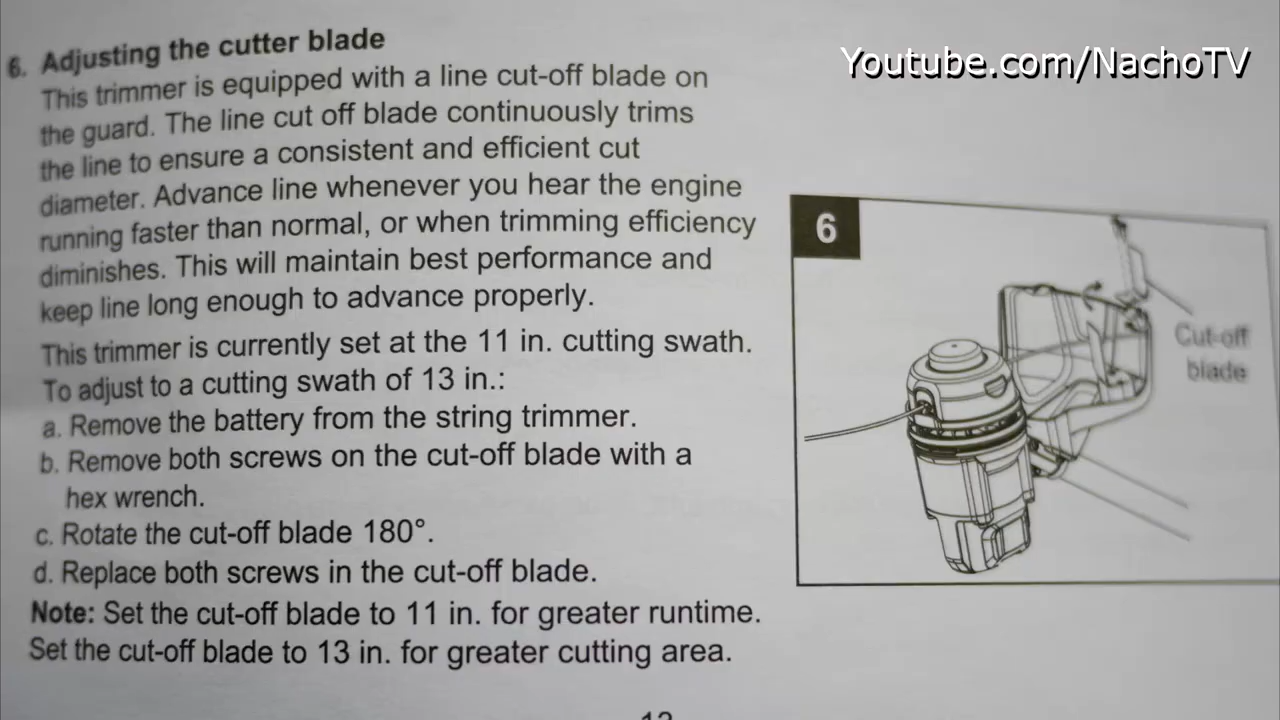 Youtube.com/NachoTV
6. Adjusting the cutter blade
This trimmer is equipped with a line cut-off blade on
the guard. The line cut off blade continuously trims
the line to ensure a consistent and efficient cut
diameter. Advance line whenever you hear the engine
running faster than normal, or when trimming efficiency
diminishes. This will maintain best performance and
keep line long enough to advance properly.
This trimmer is currently set at the 11 in. cutting swath.
To adjust to a cutting swath of 13 in.:
a. Remove the battery from the string trimmer.
b. Remove both screws on the cut-off blade with a
hex wrench.
c. Rotate the cut-off blade 180°.
d. Replace both screws in the cut-off blade.
Note: Set the cut-off blade to 11 in. for greater runtime.
Set the cut-off blade to 13 in. for greater cutting area.
6
Cut-off
blade